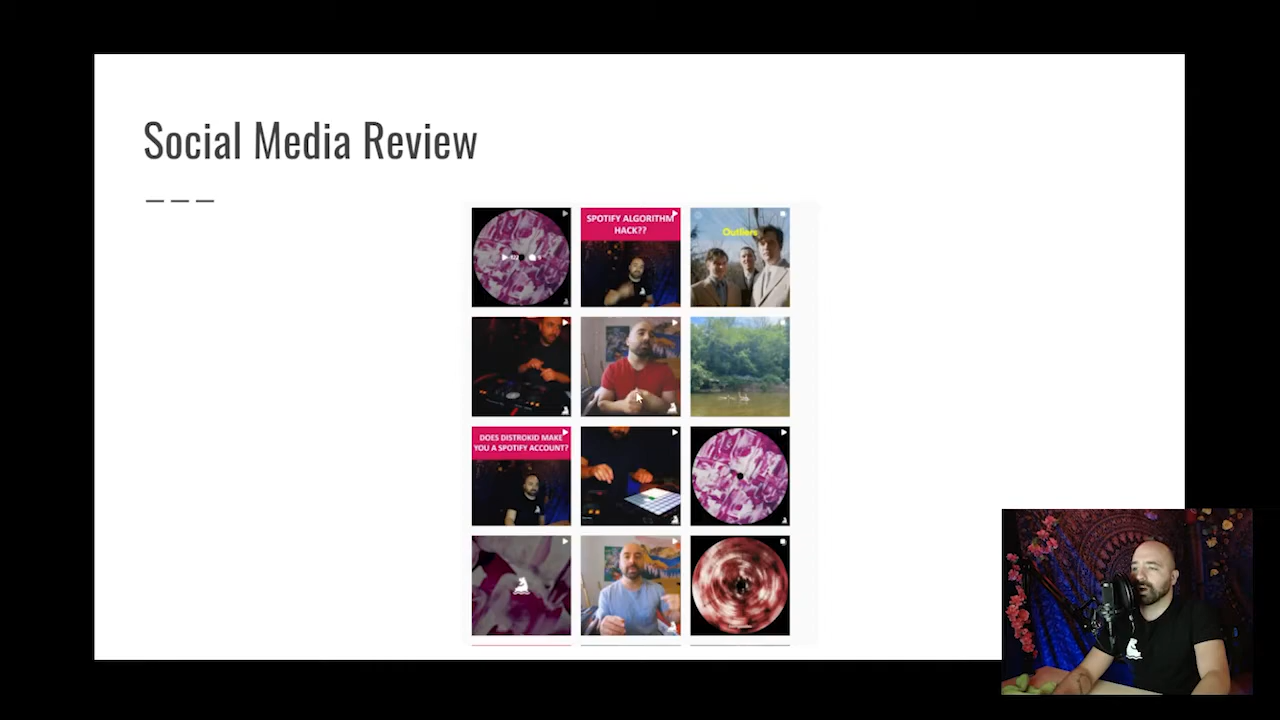 Social Media Review
SPOTIFY ALGORITHM
HACK??
Outliers
DOES DISTROKID MAKE
YOU A SPOTIFY ACCOUNT?